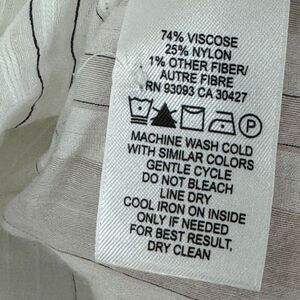 74% VISCOSE
25% NYLON
1% OTHER FIBER/
AUTRE FIBRE
RN 93093 CA 30427
P
MACHINE WASH COLD
WITH SIMILAR COLORS
GENTLE CYCLE
DO NOT BLEACH
LINE DRY
COOL IRON ON INSIDE
ONLY IF NEEDED
FOR BEST RESULT,
DRY CLEAN